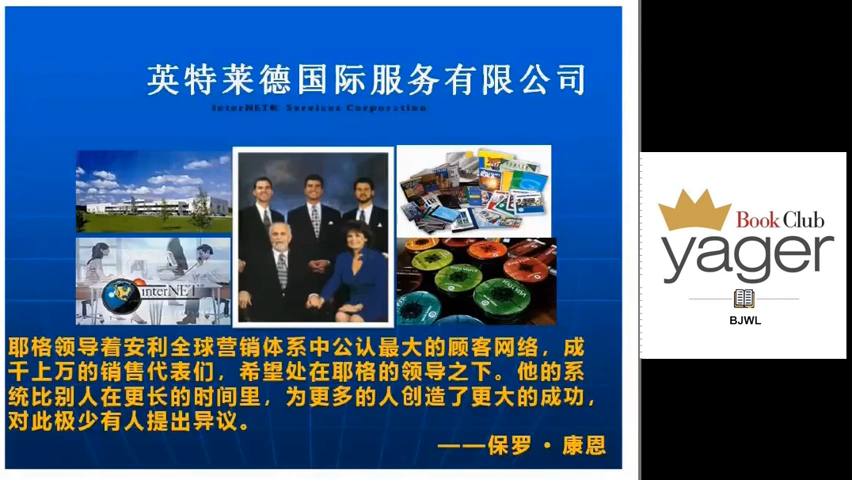 英特莱德国际服务有限公司
InterNET® Services Corporation
interNET
耶格领导着安利全球营销体系中公认最大的顾客网络，成
千上万的销售代表们，希望处在耶格的领导之下。他的系
统比别人在更长的时间里，为更多的人创造了更大的成功，
对此极少有人提出异议。
——保罗·康恩
Book Club
yager
BJWL